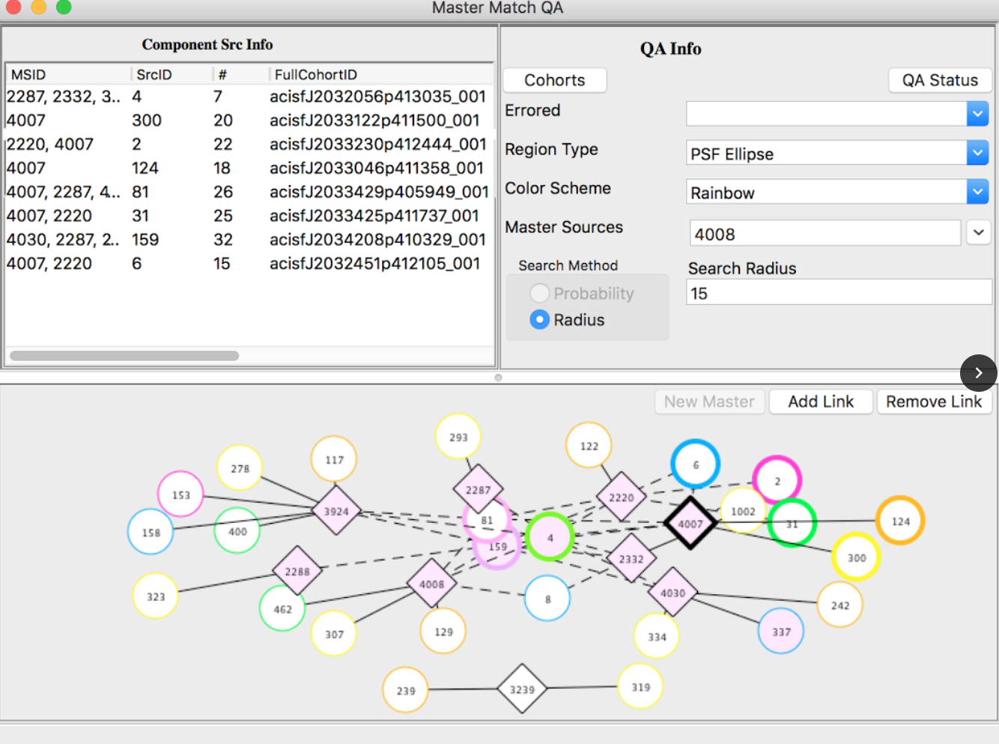 Master Match QA
Component Src Info
MSID SrcID # FullCohortID
2287, 2332, 3.. 4 7 acisfJ2032056p413035_001
4007 300 20 acisfJ2033122p411500_001
2220, 4007 2 22 acisfJ2033230p412444_001
4007 124 18 acisfJ2033046p411358_001
4007, 2287, 4... 81 26 acisfJ2033429p405949_001
4007, 2220 31 25 acisfJ2033425p411737_001
4030, 2287, 2.. 159 32 acisfJ2034208p410329_001
4007, 2220 6 15 acisfJ2032451p412105_001
QA Info
Cohorts QA Status
Errored
Region Type PSF Ellipse
Color Scheme Rainbow
Master Sources 4008
Search Method Search Radius
Probability 15
Radius
New Master Add Link Remove Link
293
122
117
6
278
2
2287
153
2220
3924
1002
81
4007
124
31
158
400
4
159
300
2332
2288
4008
4030
323
8
242
462
129
337
307
334
239
3239
319